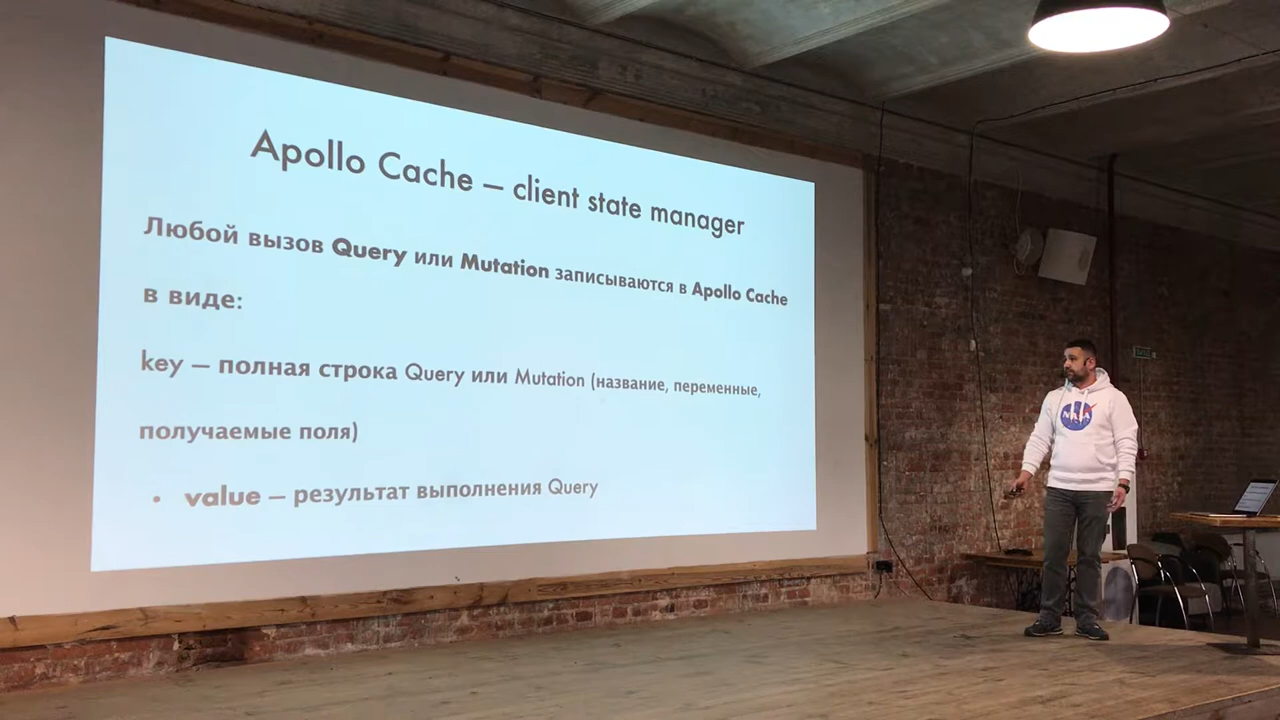 Apollo Cache – client state manager
Любой вызов Query или Mutation записываются в Apollo Cache
в виде:
key – полная строка Query или Mutation (название, переменные,
получаемые поля)
• value – результат выполнения Query
NASA